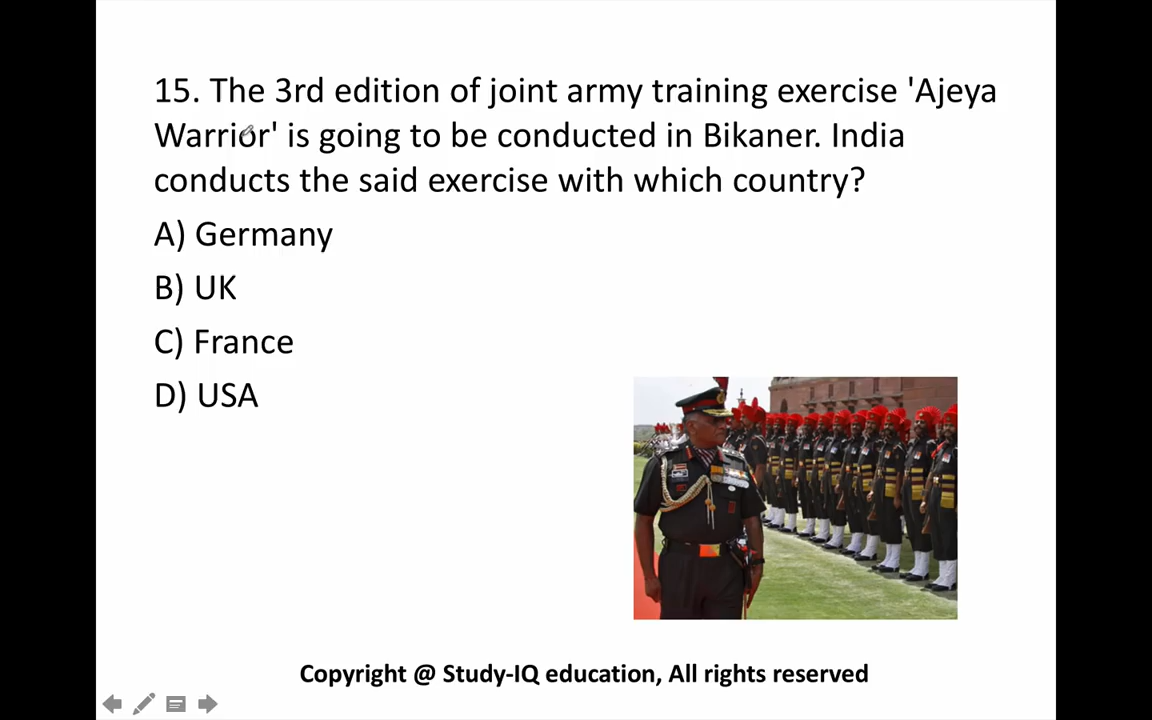 15. The 3rd edition of joint army training exercise 'Ajeya
Warrior' is going to be conducted in Bikaner. India
conducts the said exercise with which country?
A) Germany
B) UK
C) France
D) USA
Copyright @ Study-IQ education, All rights reserved